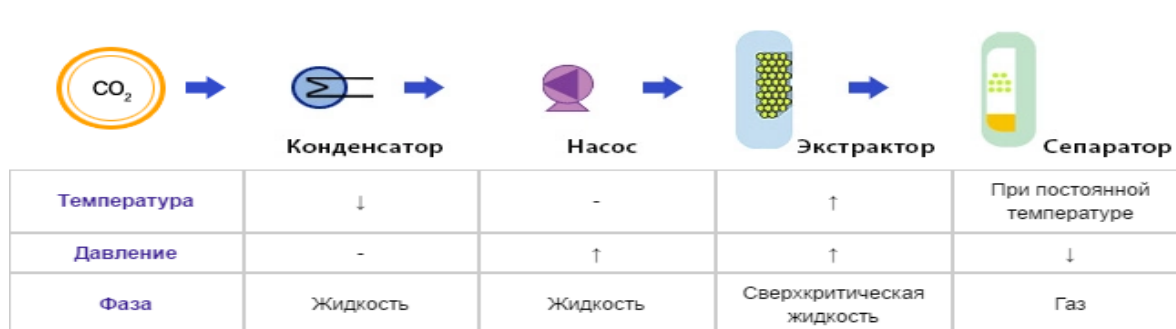 CO₂
Конденсатор Насос Экстрактор Сепаратор
Температура ↓ - ↑ При постоянной
температуре
Давление - ↑ ↑ ↓
Фаза Жидкость Жидкость Сверхкритическая
жидкость Газ